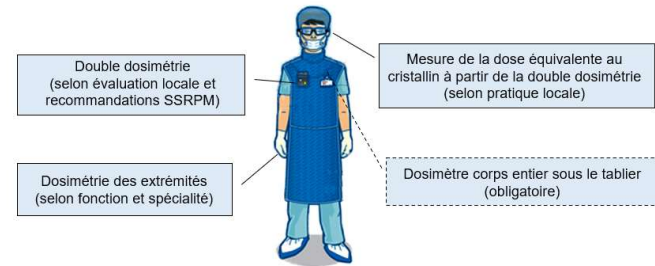 Double dosimétrie
(selon évaluation locale et
recommandations SSRPM)
Mesure de la dose équivalente au
cristallin à partir de la double dosimétrie
(selon pratique locale)
Dosimétrie des extrémités
(selon fonction et spécialité)
Dosimètre corps entier sous le tablier
(obligatoire)